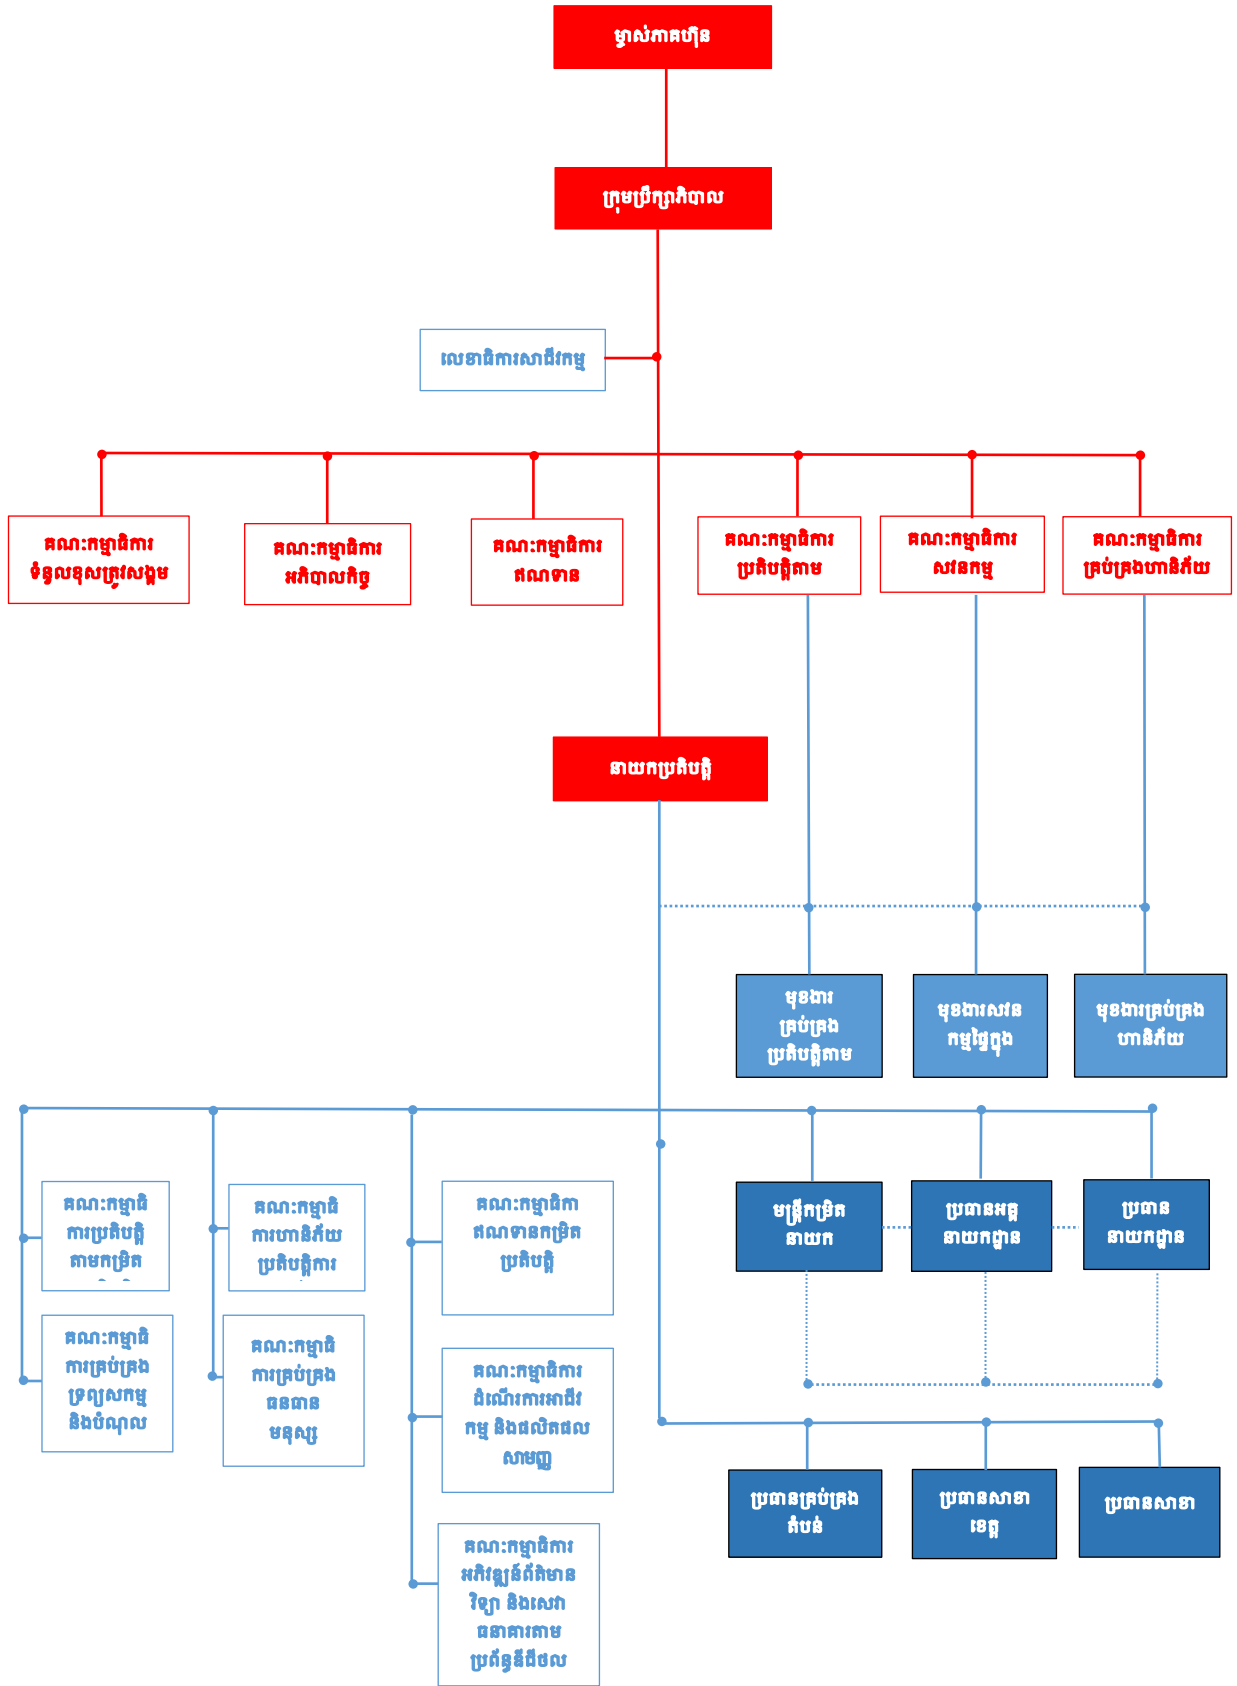 ម្ចាស់ភាគហ៊ុន
ក្រុមប្រឹក្សាភិបាល
លេខាធិការសាជីវកម្ម
គណៈកម្មាធិការ
ទំនួលខុសត្រូវសង្គម
គណៈកម្មាធិការ
អភិបាលកិច្ច
គណៈកម្មាធិការ
ឥណទាន
គណៈកម្មាធិការ
ប្រតិបត្តិតាម
គណៈកម្មាធិការ
សវនកម្ម
គណៈកម្មាធិការ
គ្រប់គ្រងហានិភ័យ
នាយកប្រតិបត្តិ
មុខងារ
គ្រប់គ្រង
ប្រតិបត្តិតាម
មុខងារសវន
កម្មផ្ទៃក្នុង
មុខងារគ្រប់គ្រង
ហានិភ័យ
គណៈកម្មាធិ
ការប្រតិបត្តិ
តាមកម្រិត
គណៈកម្មាធិ
ការហានិភ័យ
ប្រតិបត្តិការ
គណៈកម្មាធិកា
ឥណទានកម្រិត
ប្រតិបត្តិ
មន្ត្រីកម្រិត
នាយក
ប្រធានអគ្គ
នាយកដ្ឋាន
ប្រធាន
នាយកដ្ឋាន
គណៈកម្មាធិ
ការគ្រប់គ្រង
ទ្រព្យសកម្ម
និងបំណុល
គណៈកម្មាធិ
ការគ្រប់គ្រង
ធនធាន
មនុស្ស
គណៈកម្មាធិការ
ដំណើរការអាជីវ
កម្ម និងផលិតផល
សាមញ្ញ
ប្រធានគ្រប់គ្រង
តំបន់
ប្រធានសាខា
ខេត្ត
ប្រធានសាខា
គណៈកម្មាធិការ
អភិវឌ្ឍន៍ព័ត៌មាន
វិទ្យា និងសេវា
ធនាគារតាម
ប្រព័ន្ធឌីជីថល